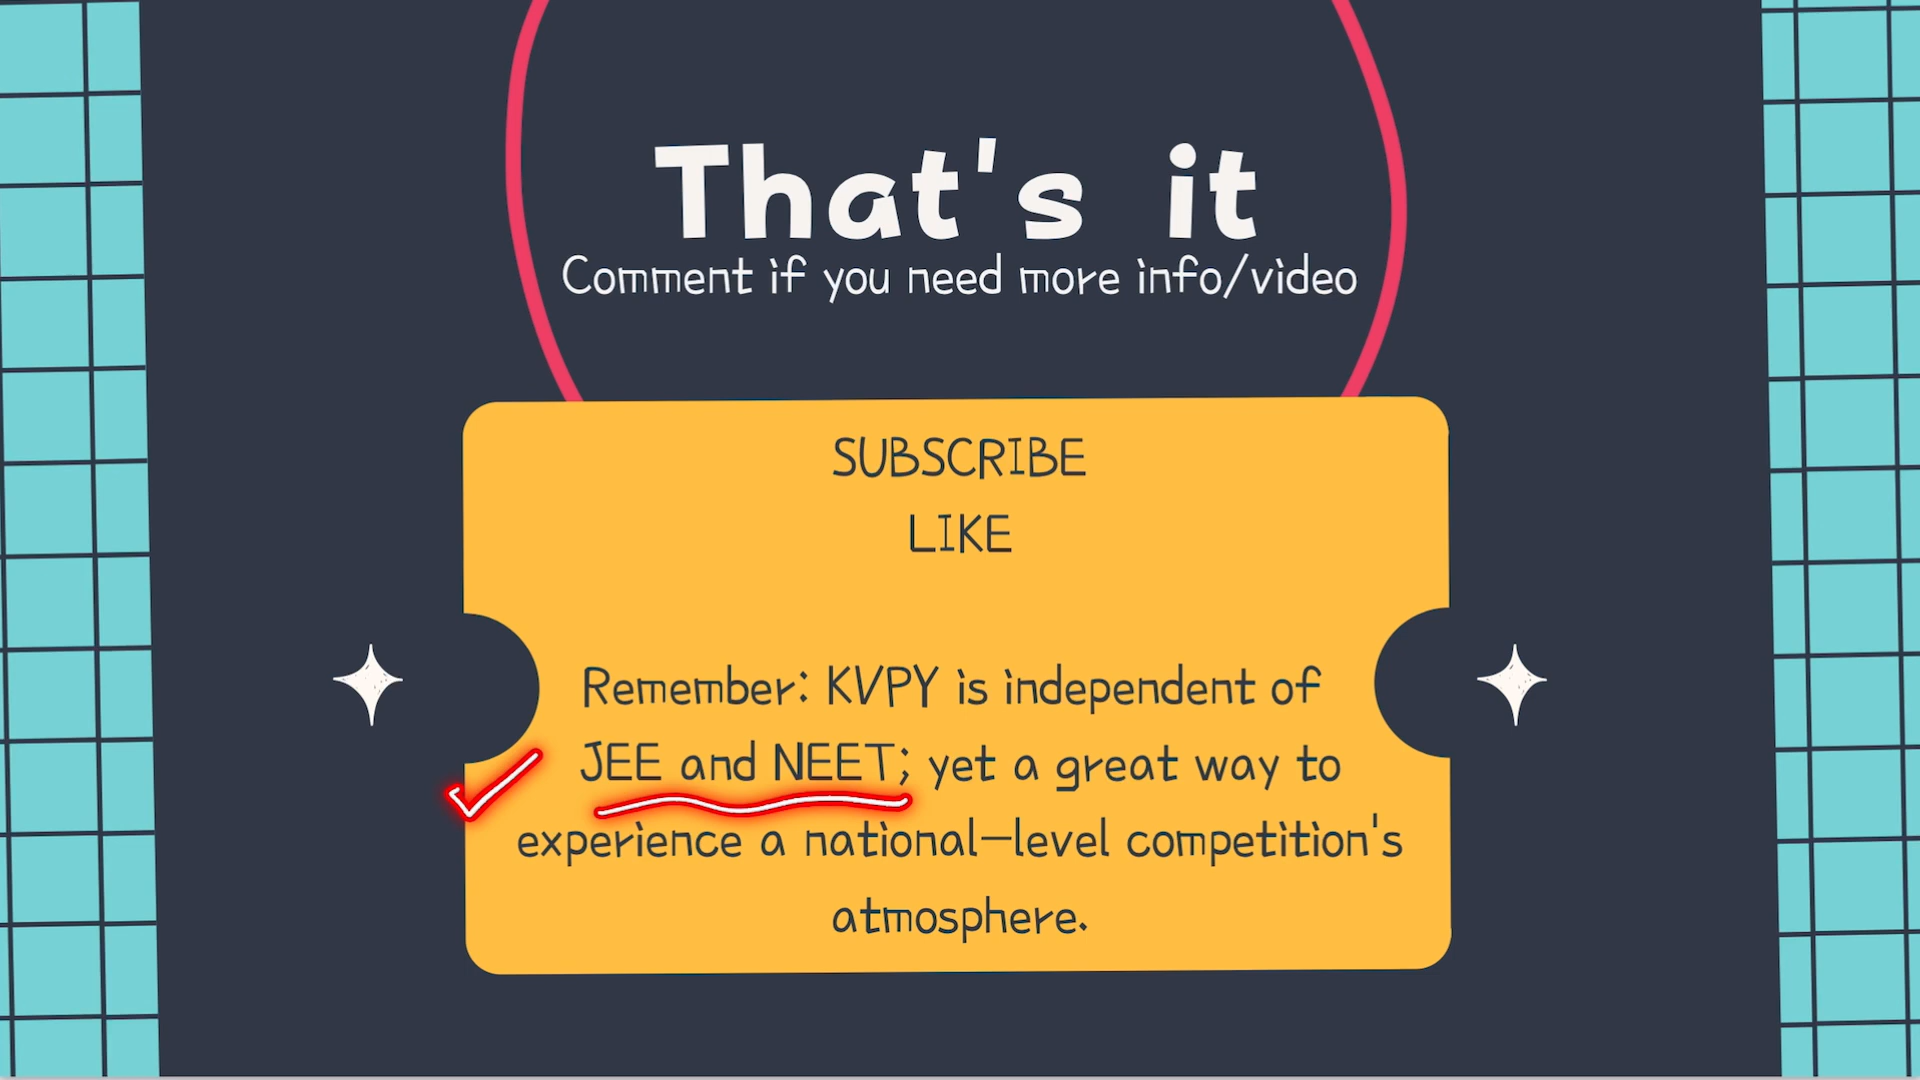 That's it
Comment if you need more info/video
SUBSCRIBE
LIKE
Remember: KVPY is independent of
JEE and NEET; yet a great way to
experience a national-level competition's
atmosphere.